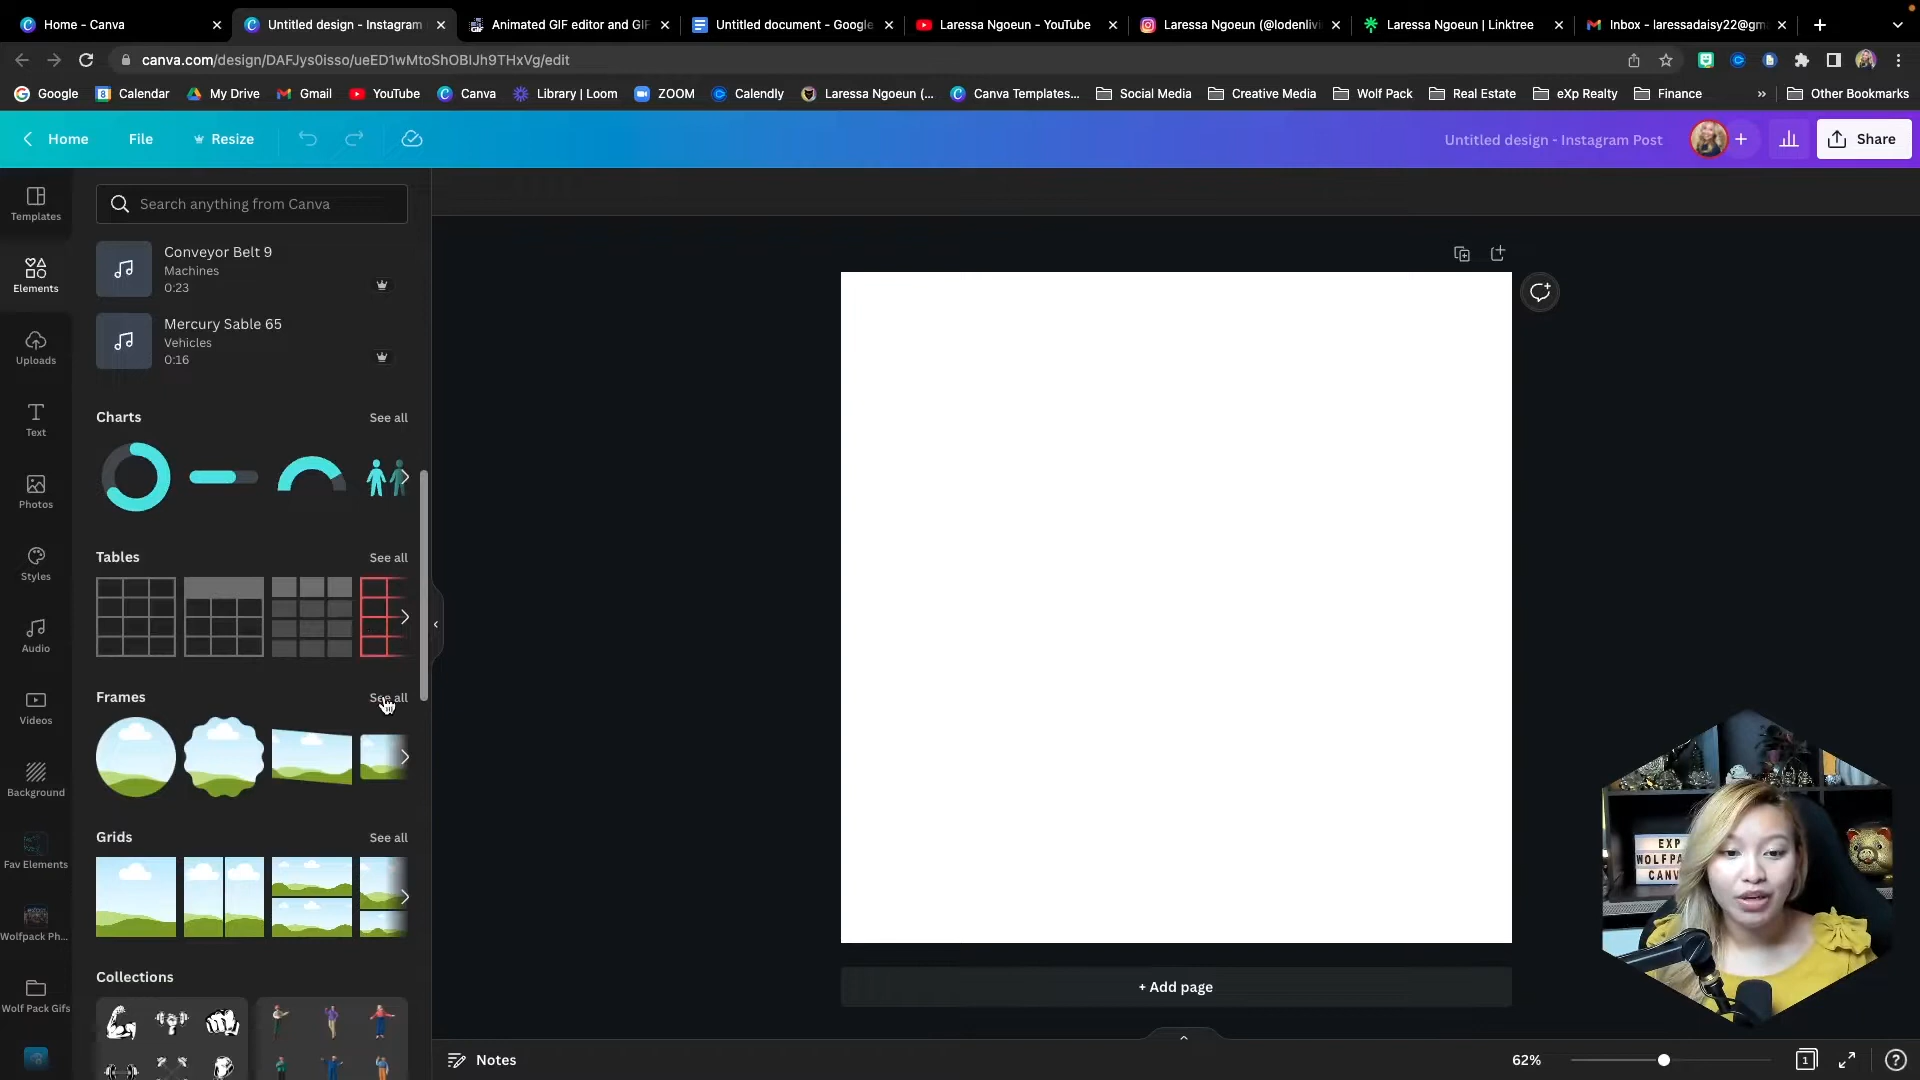 Home - Canva
Untitled design - Instagram
Animated GIF editor and GIF
Untitled document - Google
Laressa Ngoeun - YouTube
Laressa Ngoeun (@lodenlivi
Laressa Ngoeun | Linktree
Inbox - laressadaisy22@gm
canva.com/design/DAFJys0isso/ueED1wMtoShOBIJh9THxVg/edit
Google
Calendar
My Drive
Gmail
YouTube
Canva
Library | Loom
ZOOM
Calendly
Laressa Ngoeun (...
Canva Templates...
Social Media
Creative Media
Wolf Pack
Real Estate
eXp Realty
Finance
»
Other Bookmarks
Home
File
Resize
Untitled design - Instagram Post
Share
Templates
Elements
Uploads
Text
Photos
Styles
Audio
Videos
Background
Fav Elements
Wolfpack Ph...
Wolf Pack Gifs
Search anything from Canva
Conveyor Belt 9
Machines
0:23
Mercury Sable 65
Vehicles
0:16
Charts
See all
Tables
See all
Frames
See all
Grids
See all
Collections
+ Add page
Notes
62%
1
EXP
WOLFPA
CANV